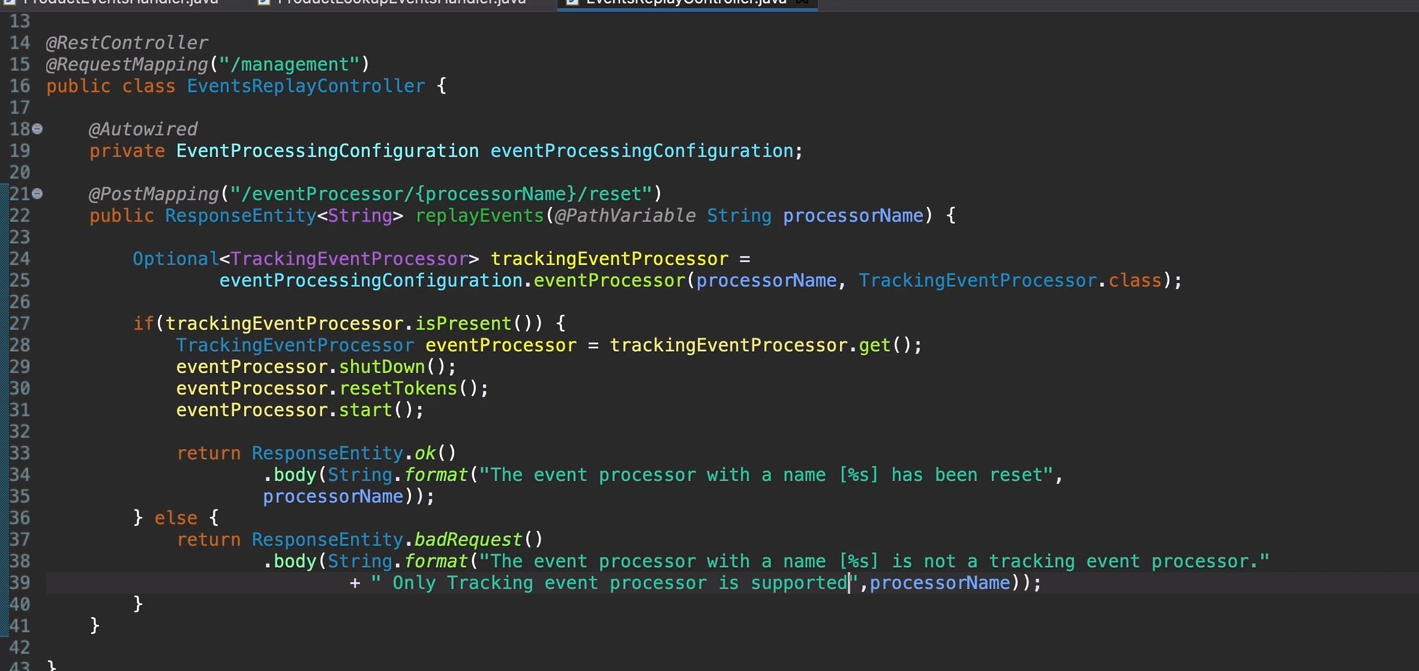 ProductEventsHandler.java ProductLookupEventsHandler.java EventsReplayController.java
13
14 @RestController
15 @RequestMapping("/management")
16 public class EventsReplayController {
17
18 @Autowired
19 private EventProcessingConfiguration eventProcessingConfiguration;
20
21 @PostMapping("/eventProcessor/{processorName}/reset")
22 public ResponseEntity<String> replayEvents(@PathVariable String processorName) {
23
24 Optional<TrackingEventProcessor> trackingEventProcessor =
25 eventProcessingConfiguration.eventProcessor(processorName, TrackingEventProcessor.class);
26
27 if(trackingEventProcessor.isPresent()) {
28 TrackingEventProcessor eventProcessor = trackingEventProcessor.get();
29 eventProcessor.shutDown();
30 eventProcessor.resetTokens();
31 eventProcessor.start();
32
33 return ResponseEntity.ok()
34 .body(String.format("The event processor with a name [%s] has been reset",
35 processorName));
36 } else {
37 return ResponseEntity.badRequest()
38 .body(String.format("The event processor with a name [%s] is not a tracking event processor."
39 + " Only Tracking event processor is supported",processorName));
40 }
41 }
42
43 }